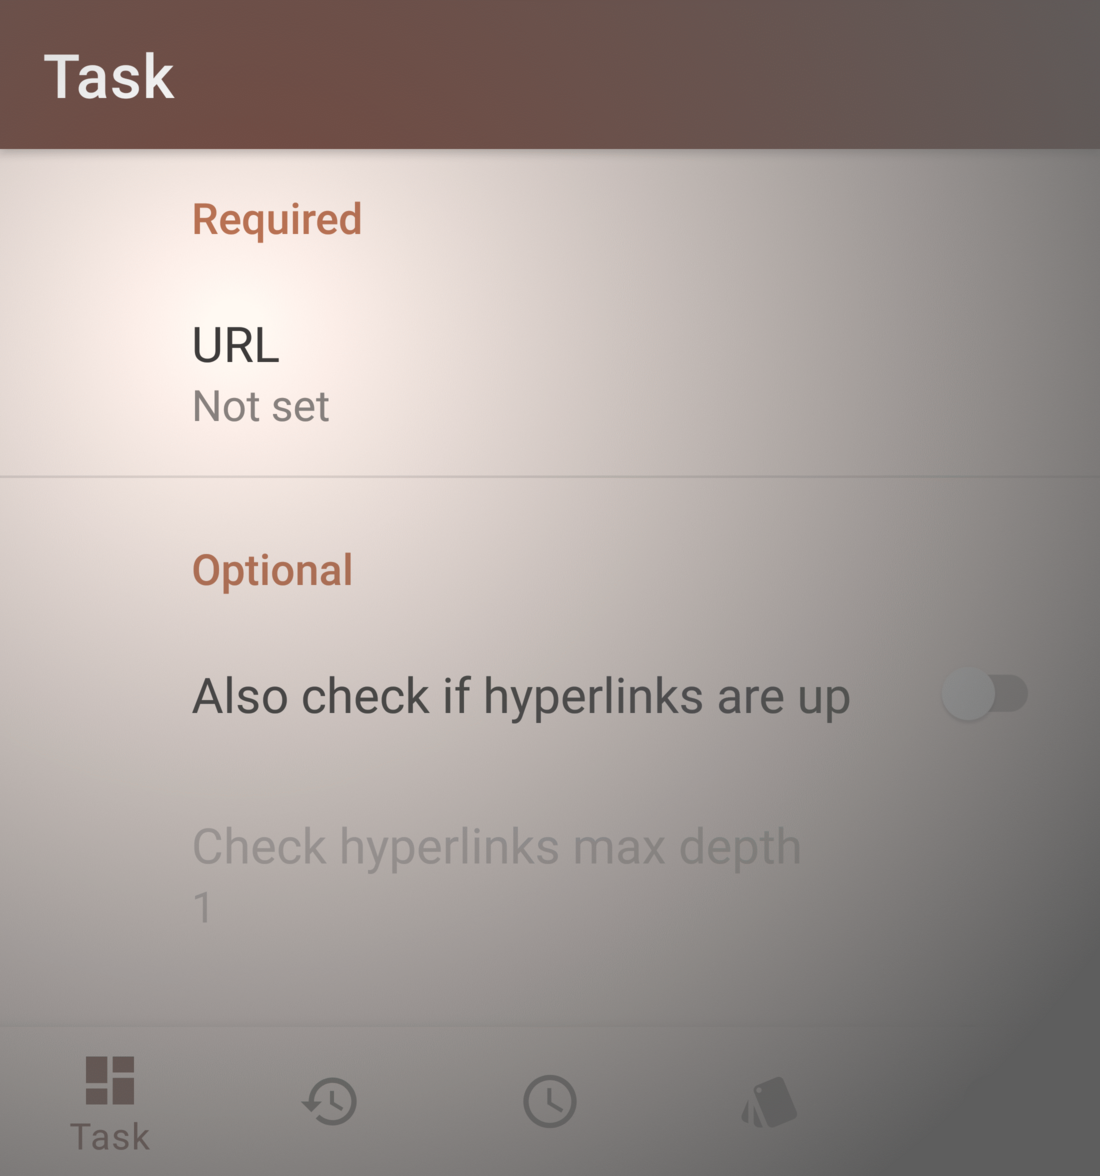 Task
Required
URL
Not set
Optional
Also check if hyperlinks are up
Check hyperlinks max depth
1
Task